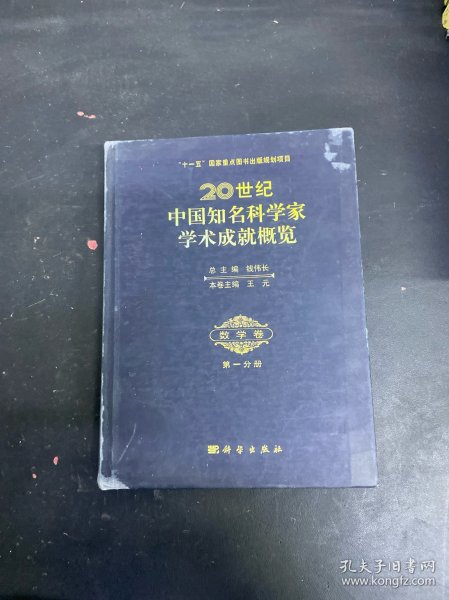 "十一五"国家重点图书出版规划项目
20世纪
中国知名科学家
学术成就概览
总主编 钱伟长
本卷主编 王 元
数学卷
第一分册
科学出版社
孔夫子旧书网
www.kongfz.com